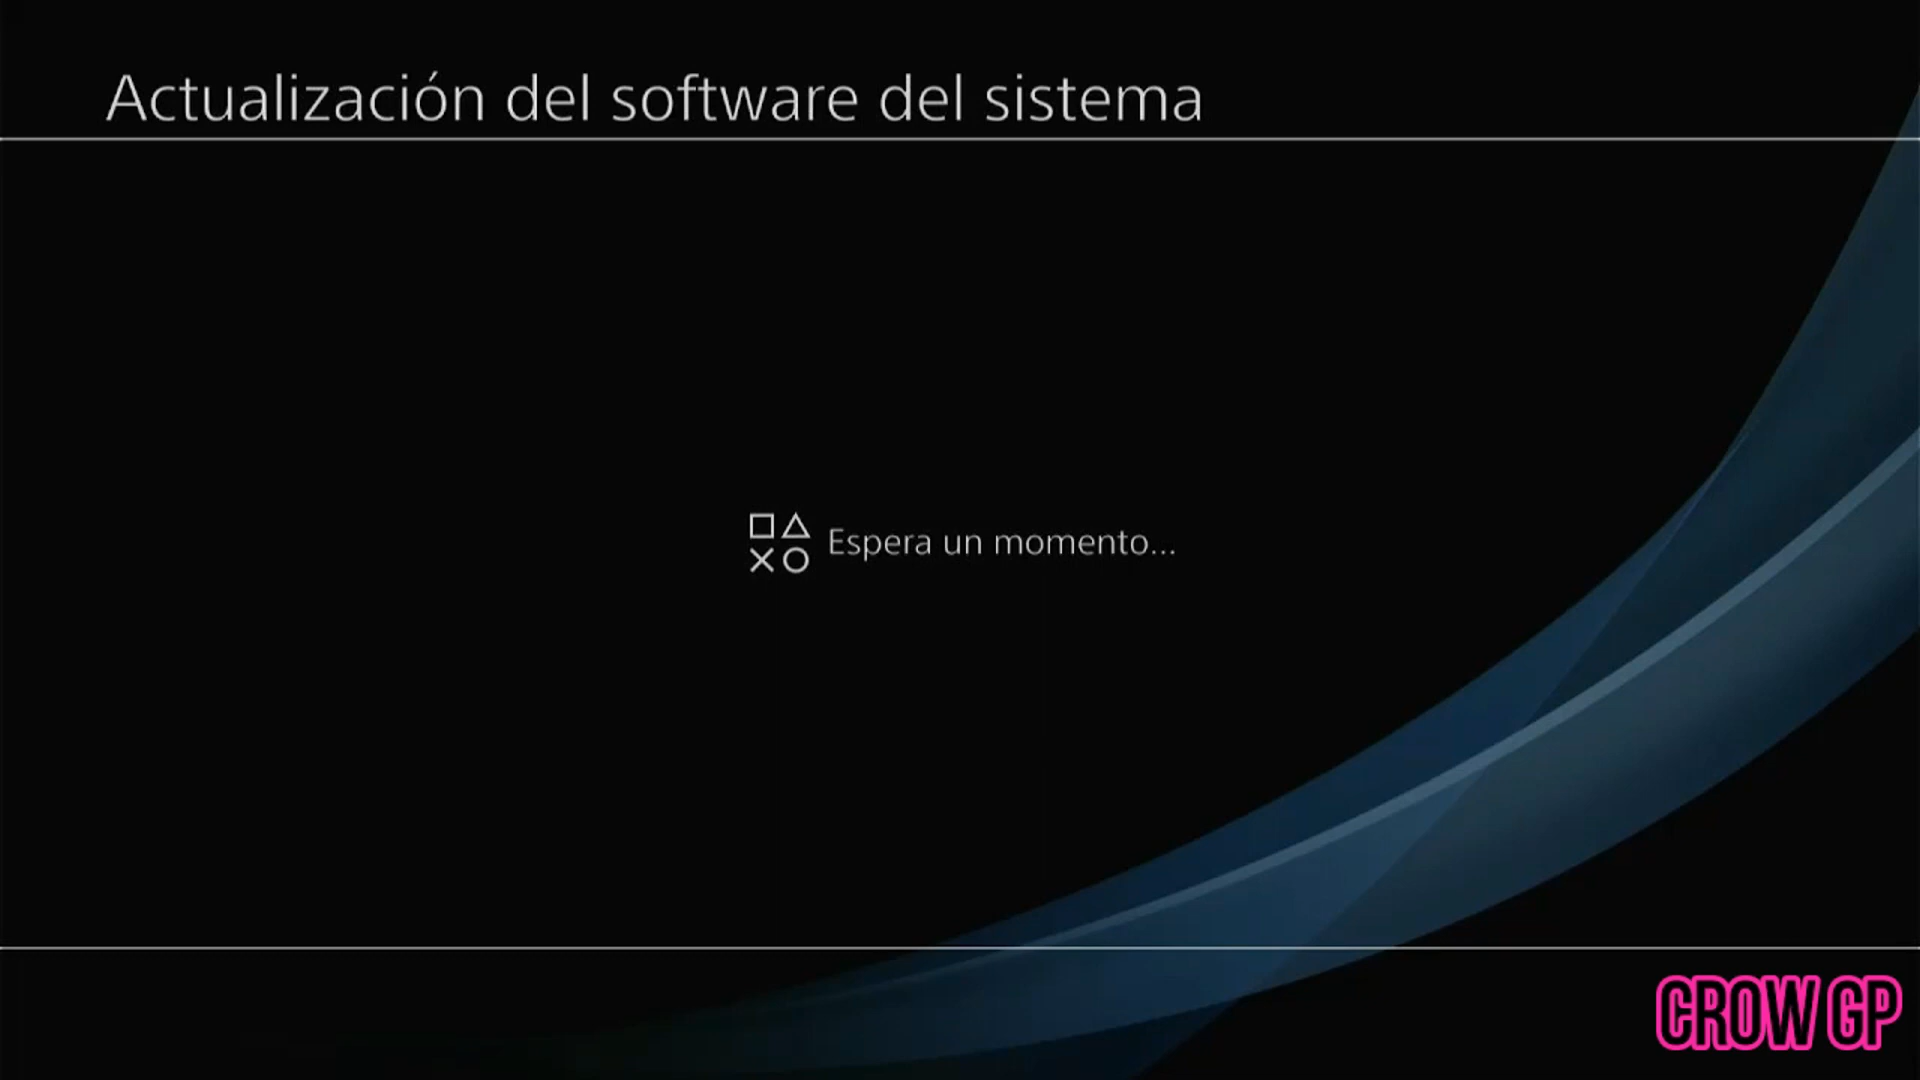 Actualización del software del sistema
Espera un momento...
CROW GP